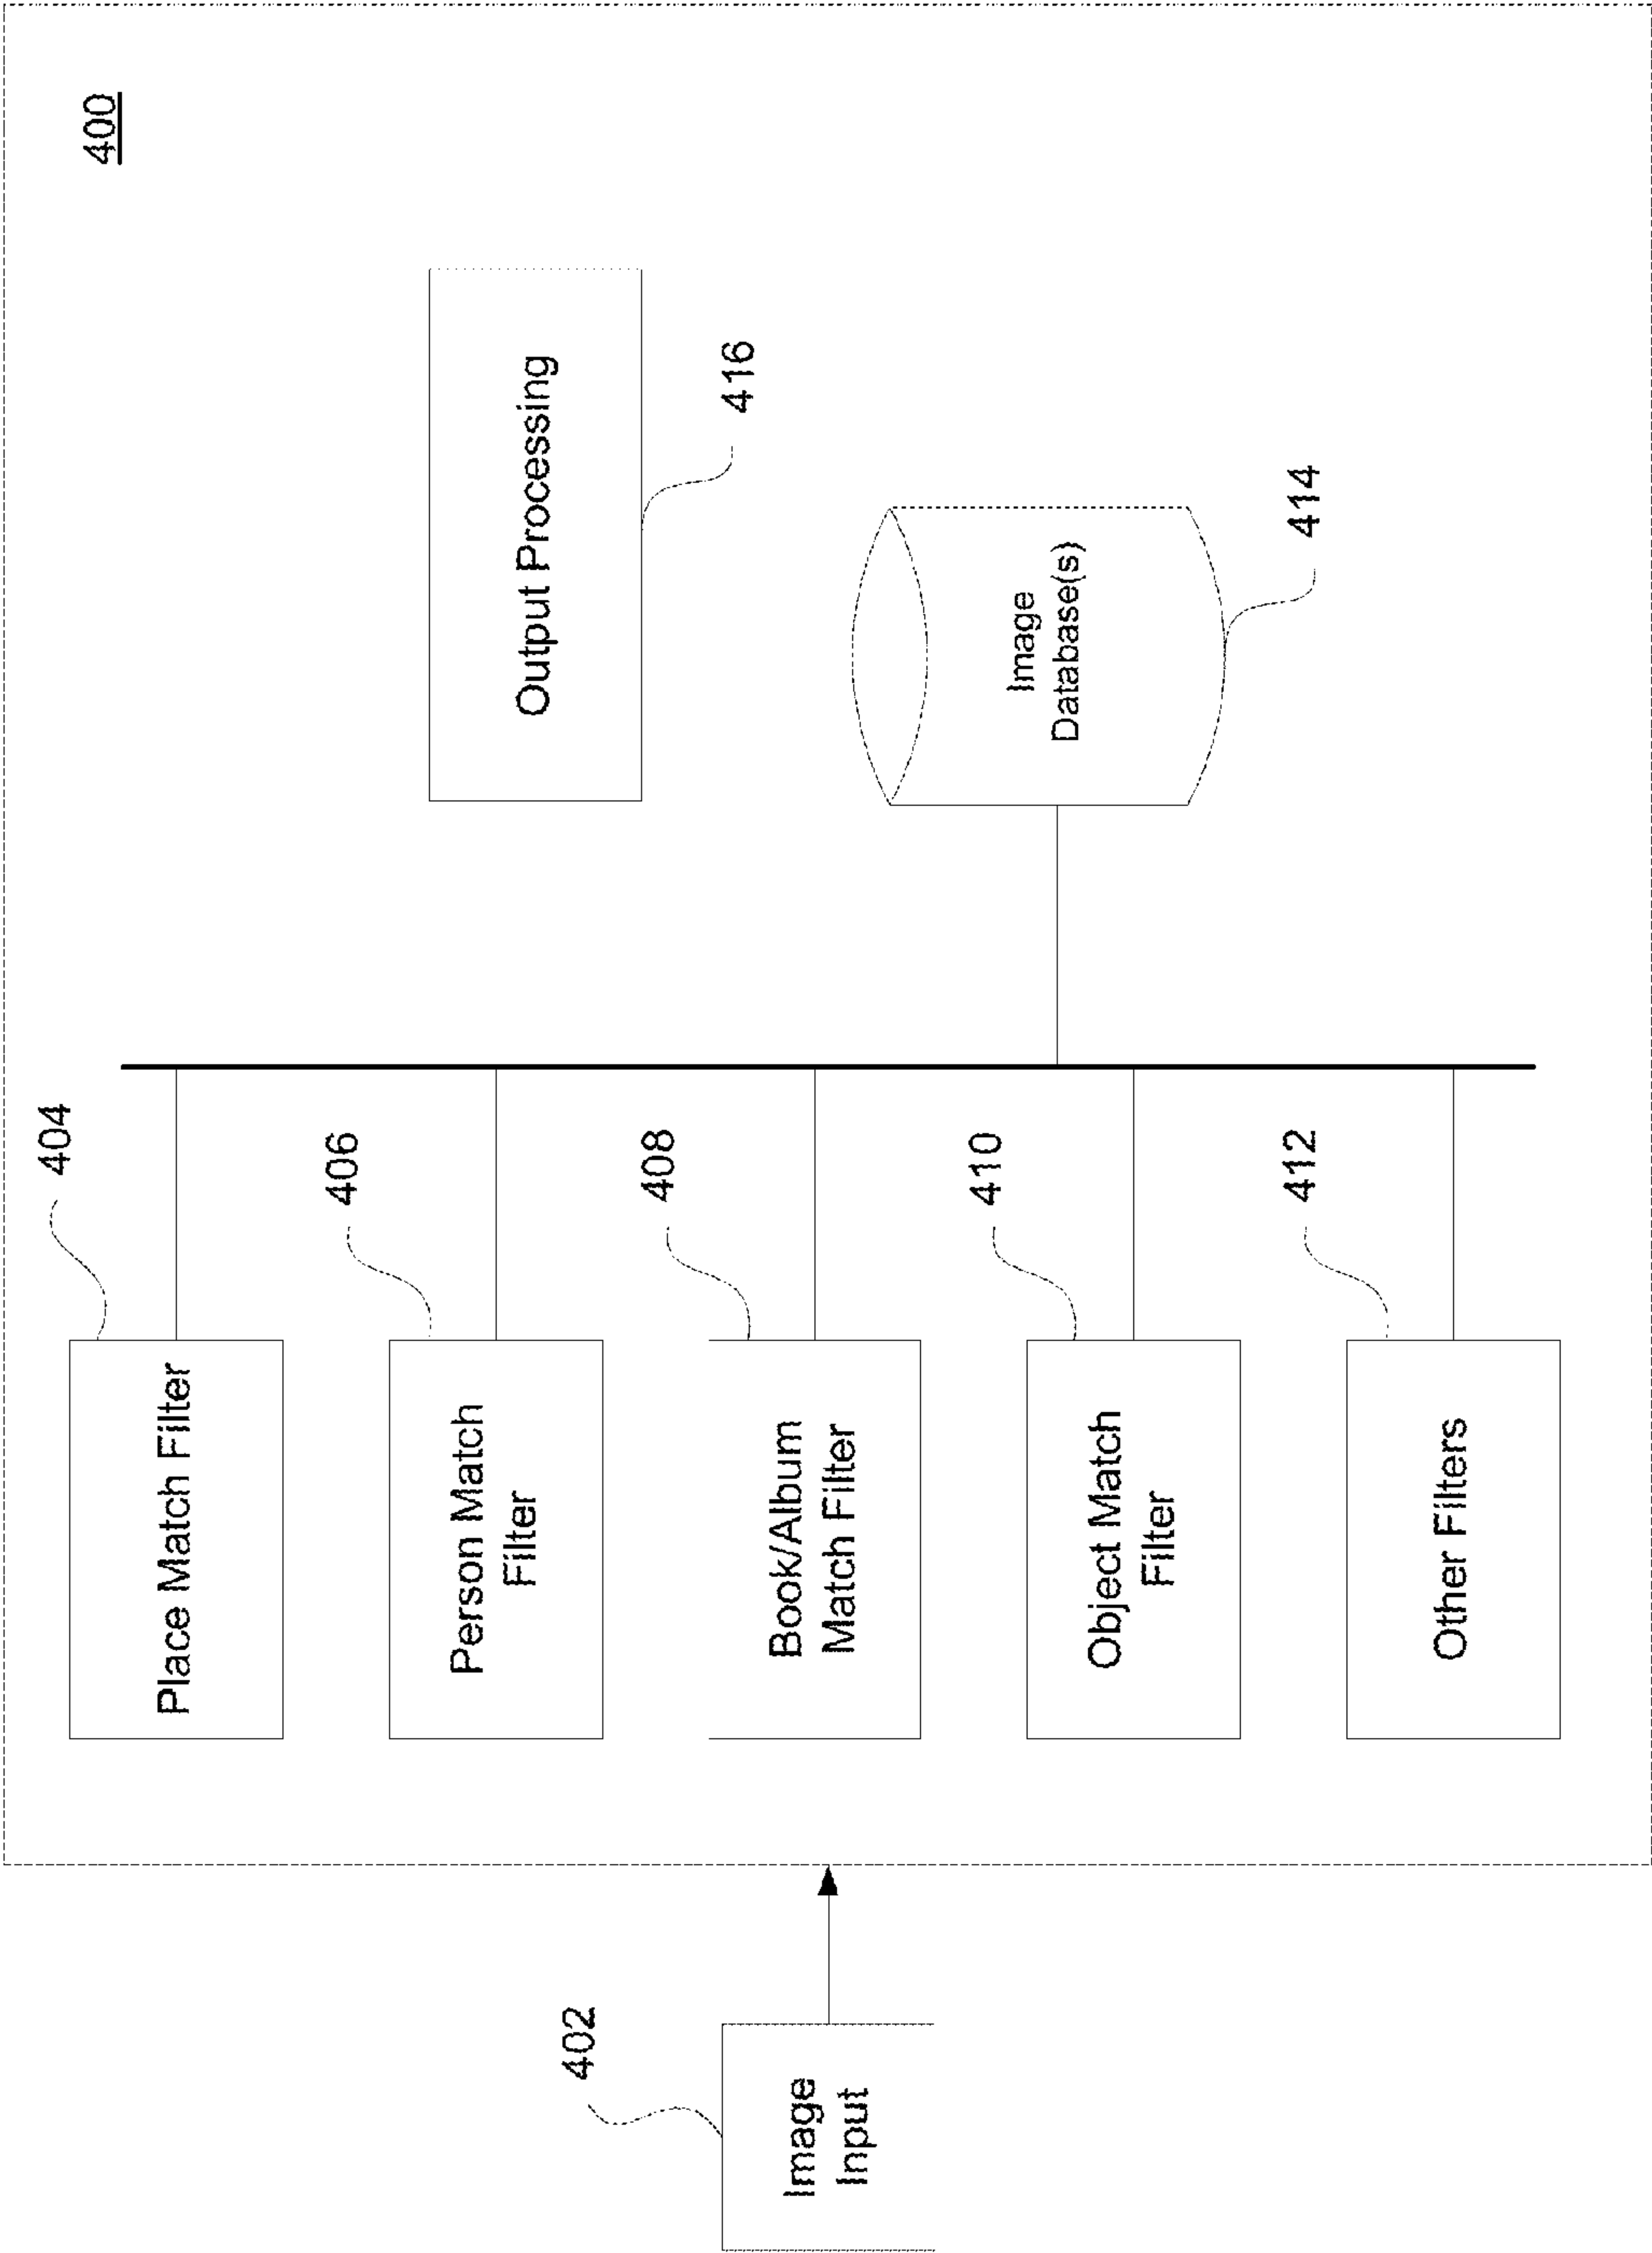 400
404
Place Match Filter
406
Person Match
Filter
408
Book/Album
Match Filter
410
Object Match
Filter
412
Other Filters
402
Image
Input
Output Processing
416
Image
Database(s)
414